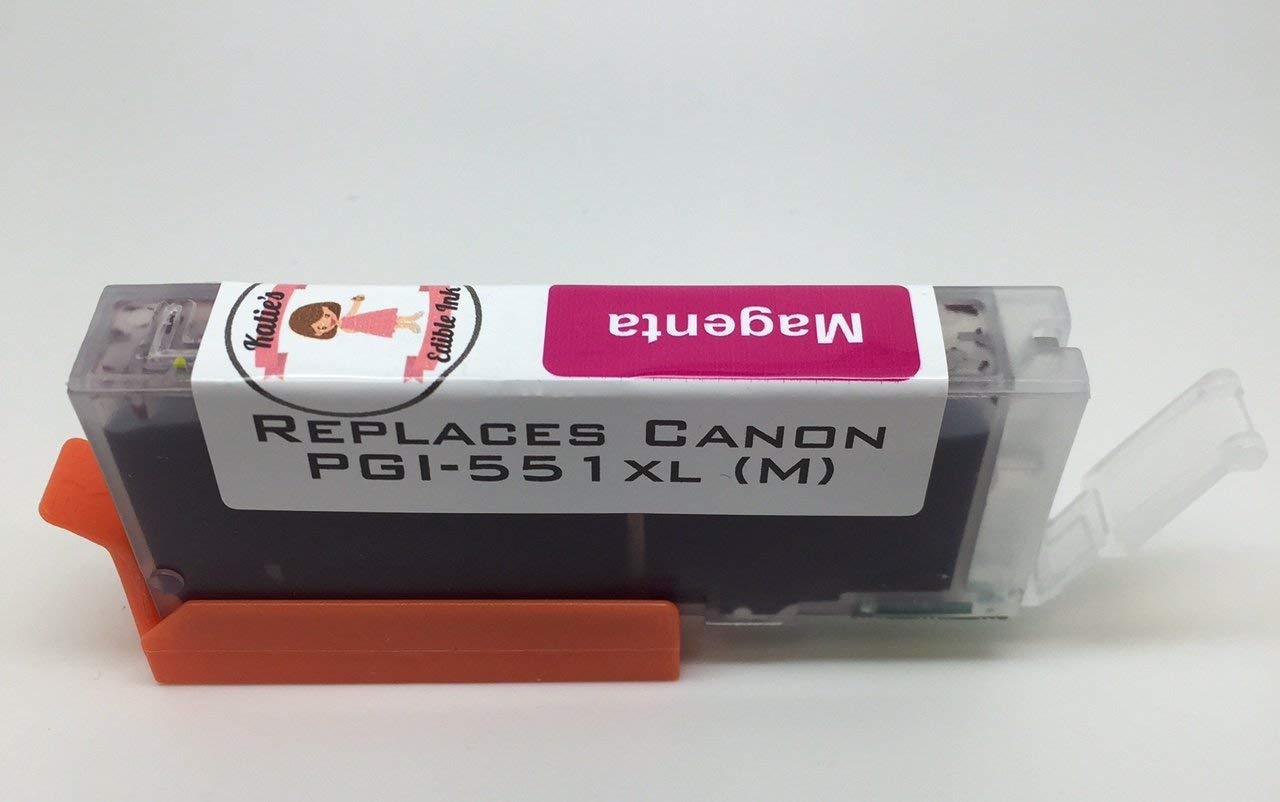 Katie's
Edible Ink
Magenta
REPLACES CANON
PGI-551XL (M)